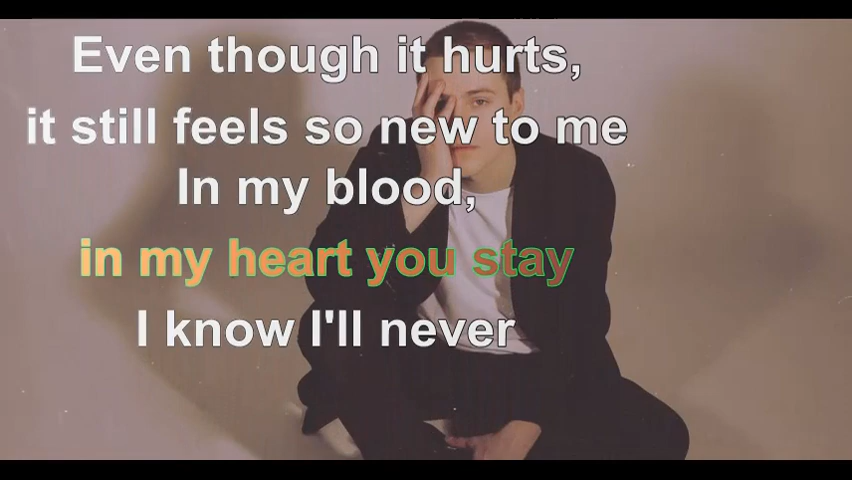 Even though it hurts,
it still feels so new to me
In my blood,
in my heart you stay
I know I'll never